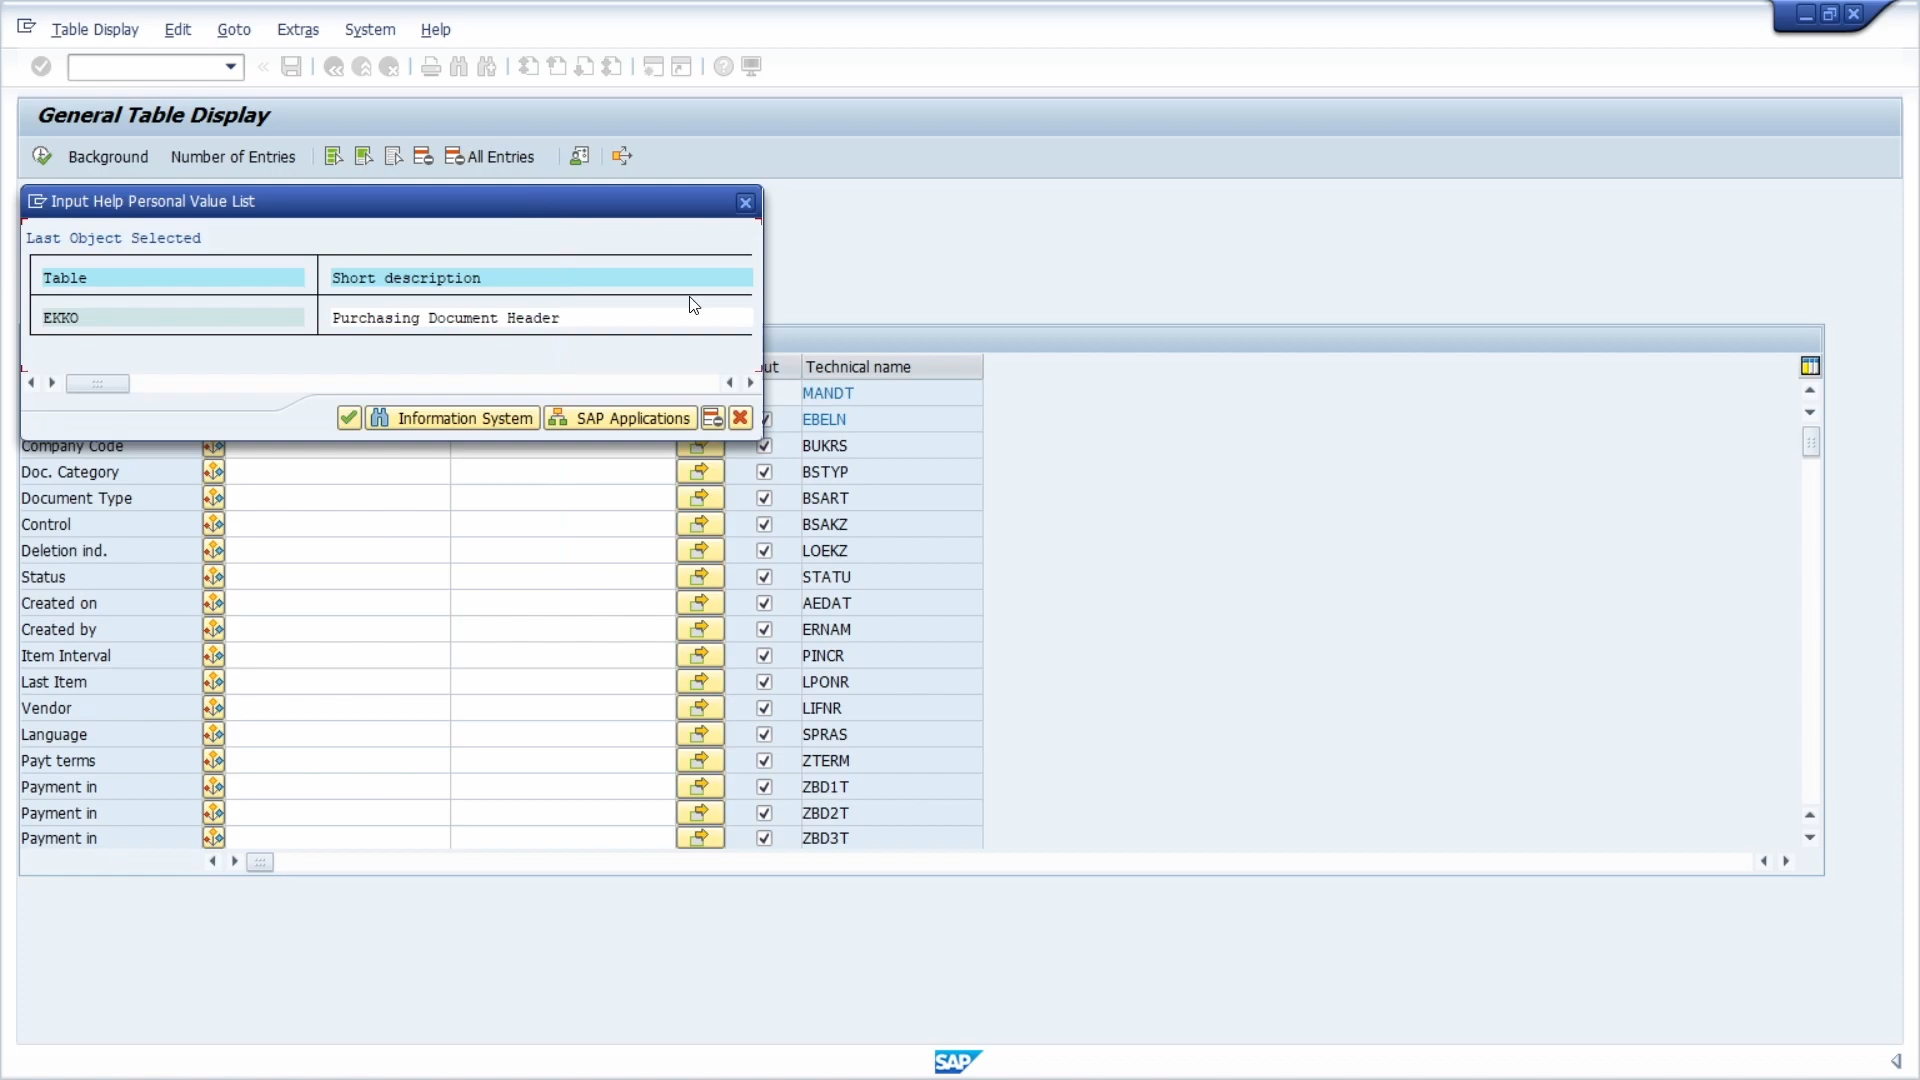 Table Display Edit Goto Extras System Help
General Table Display
Background Number of Entries All Entries
Input Help Personal Value List
Last Object Selected
Table Short description
EKKO Purchasing Document Header
Information System SAP Applications
ut Technical name
MANDT
EBELN
Company Code BUKRS
Doc. Category BSTYP
Document Type BSART
Control BSAKZ
Deletion ind. LOEKZ
Status STATU
Created on AEDAT
Created by ERNAM
Item Interval PINCR
Last Item LPONR
Vendor LIFNR
Language SPRAS
Payt terms ZTERM
Payment in ZBD1T
Payment in ZBD2T
Payment in ZBD3T
SAP